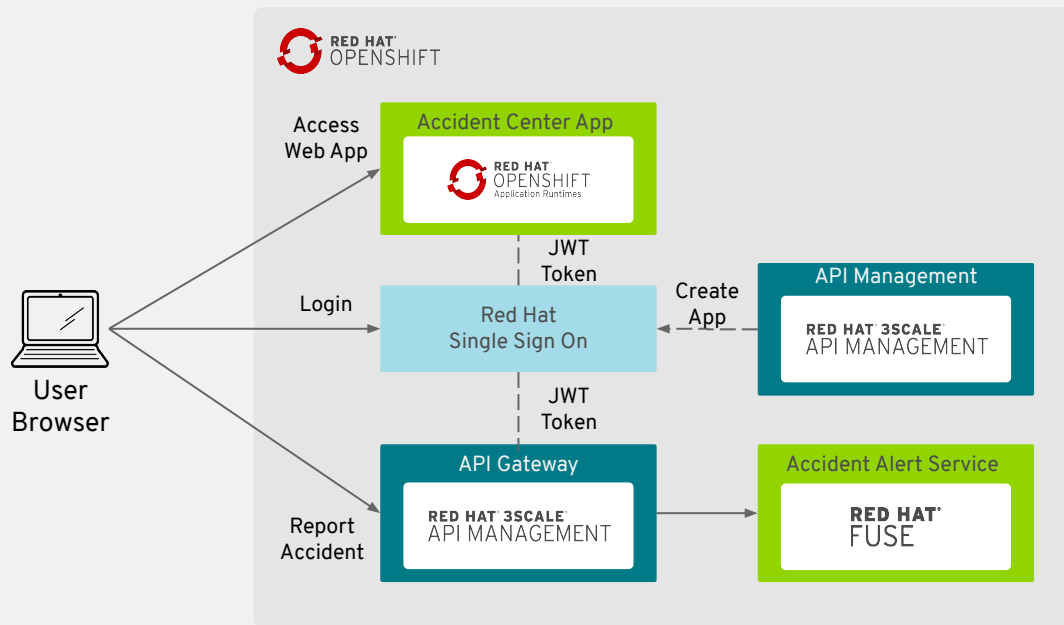 RED HAT®
OPENSHIFT
Access
Web App
Accident Center App
RED HAT®
OPENSHIFT
Application Runtimes
JWT
Token
Login
Red Hat
Single Sign On
Create
App
API Management
RED HAT® 3SCALE®
API MANAGEMENT
User
Browser
JWT
Token
Report
Accident
API Gateway
RED HAT® 3SCALE®
API MANAGEMENT
Accident Alert Service
RED HAT®
FUSE